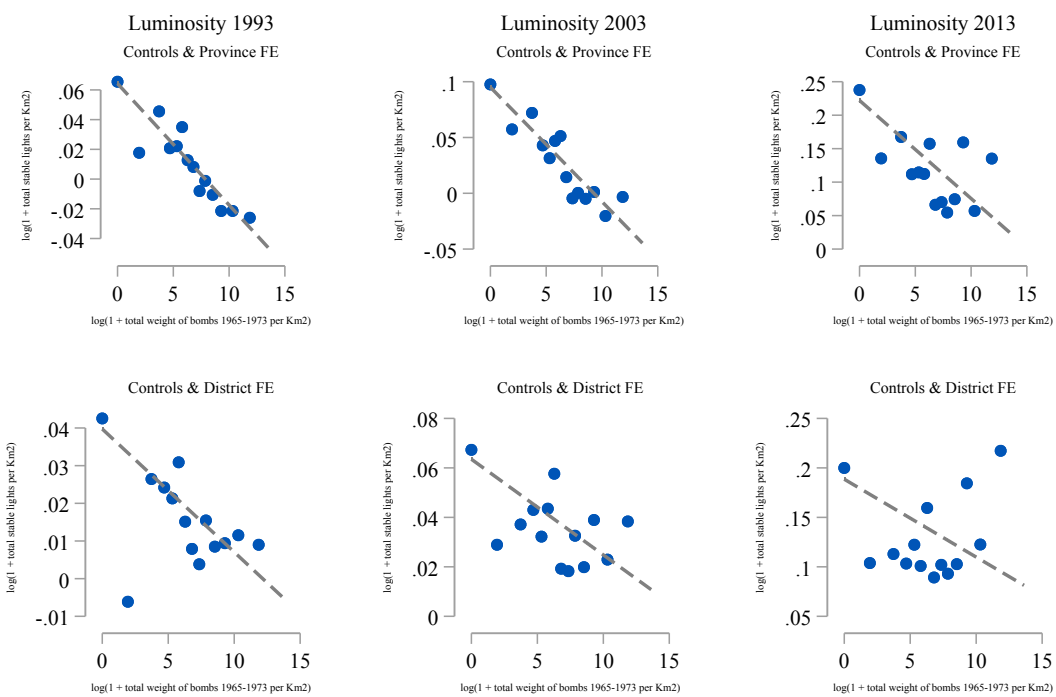 Luminosity 1993
Controls & Province FE
log(1 + total stable lights per Km2)
.06
.04
.02
0
-.02
-.04
0 5 10 15
log(1 + total weight of bombs 1965-1973 per Km2)
Luminosity 2003
Controls & Province FE
log(1 + total stable lights per Km2)
.1
.05
0
-.05
0 5 10 15
log(1 + total weight of bombs 1965-1973 per Km2)
Luminosity 2013
Controls & Province FE
log(1 + total stable lights per Km2)
.25
.2
.15
.1
.05
0
0 5 10 15
log(1 + total weight of bombs 1965-1973 per Km2)
Controls & District FE
log(1 + total stable lights per Km2)
.04
.03
.02
.01
0
-.01
0 5 10 15
log(1 + total weight of bombs 1965-1973 per Km2)
Controls & District FE
log(1 + total stable lights per Km2)
.08
.06
.04
.02
0
0 5 10 15
log(1 + total weight of bombs 1965-1973 per Km2)
Controls & District FE
log(1 + total stable lights per Km2)
.25
.2
.15
.1
.05
0 5 10 15
log(1 + total weight of bombs 1965-1973 per Km2)